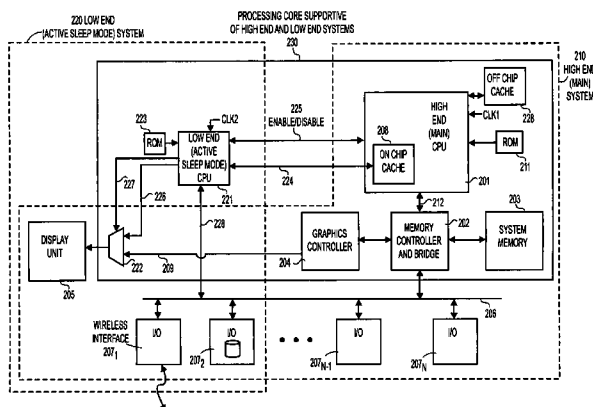 220 LOW END
(ACTIVE SLEEP MODE) SYSTEM
PROCESSING CORE SUPPORTIVE
OF HIGH END AND LOW END SYSTEMS
230
210
HIGH END
(MAIN)
SYSTEM
OFF CHIP
CACHE
228
CLK1
ROM
211
HIGH
END
(MAIN)
CPU
208
ON CHIP
CACHE
201
225
ENABLE/DISABLE
224
CLK2
223
ROM
LOW END
(ACTIVE
SLEEP MODE)
CPU
221
227
226
228
212
203
SYSTEM
MEMORY
202
MEMORY
CONTROLLER
AND BRIDGE
GRAPHICS
CONTROLLER
204
209
222
DISPLAY
UNIT
205
206
WIRELESS
INTERFACE
207₁
I/O
I/O
207₂
I/O
207N-1
I/O
207N